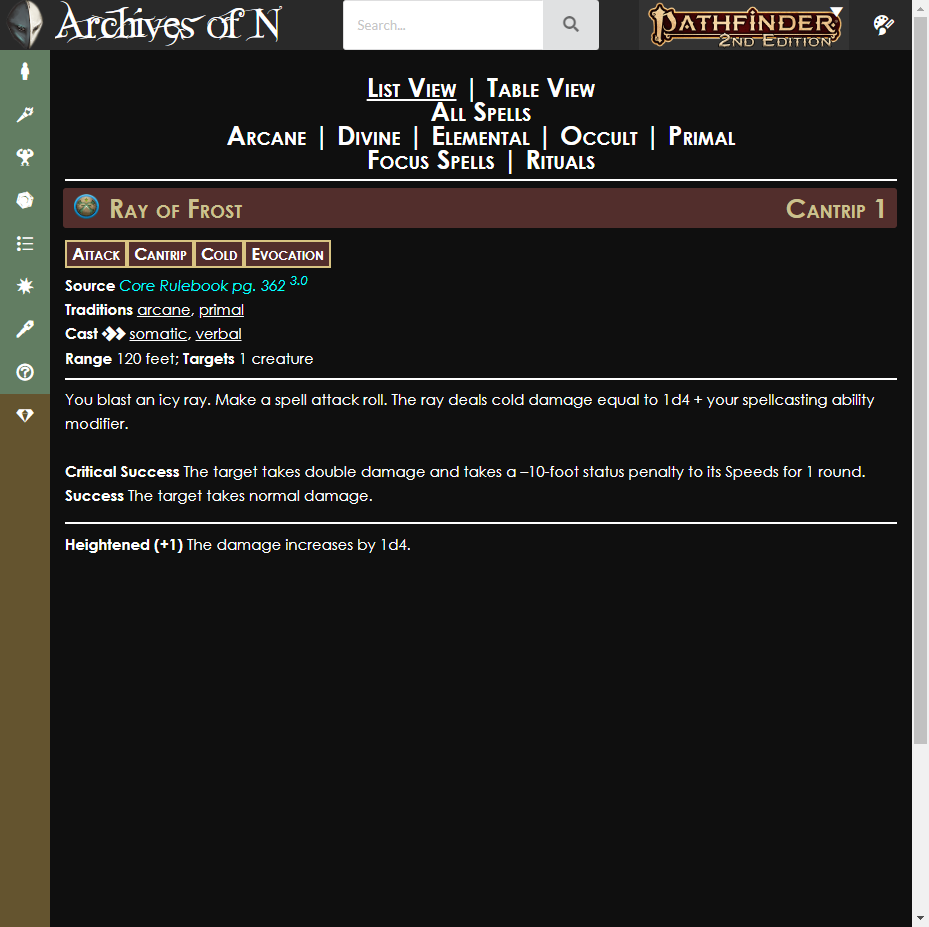 Archives of N
Search...
PATHFINDER
2ND EDITION
List View | Table View
All Spells
Arcane | Divine | Elemental | Occult | Primal
Focus Spells | Rituals
Ray of Frost Cantrip 1
Attack Cantrip Cold Evocation
Source Core Rulebook pg. 362 3.0
Traditions arcane, primal
Cast somatic, verbal
Range 120 feet; Targets 1 creature
You blast an icy ray. Make a spell attack roll. The ray deals cold damage equal to 1d4 + your spellcasting ability
modifier.
Critical Success The target takes double damage and takes a –10-foot status penalty to its Speeds for 1 round.
Success The target takes normal damage.
Heightened (+1) The damage increases by 1d4.